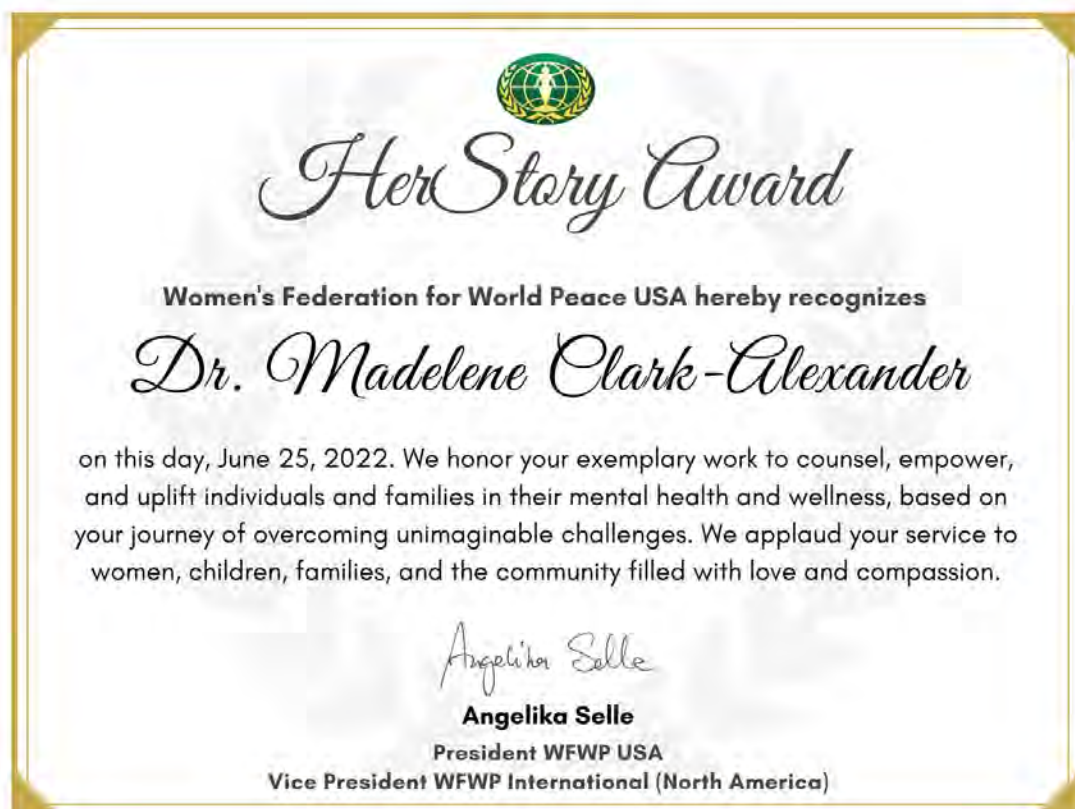 HerStory Award
Women's Federation for World Peace USA hereby recognizes
Dr. Madelene Clark-Alexander
on this day, June 25, 2022. We honor your exemplary work to counsel, empower,
and uplift individuals and families in their mental health and wellness, based on
your journey of overcoming unimaginable challenges. We applaud your service to
women, children, families, and the community filled with love and compassion.
Angelika Selle
Angelika Selle
President WFWP USA
Vice President WFWP International (North America)